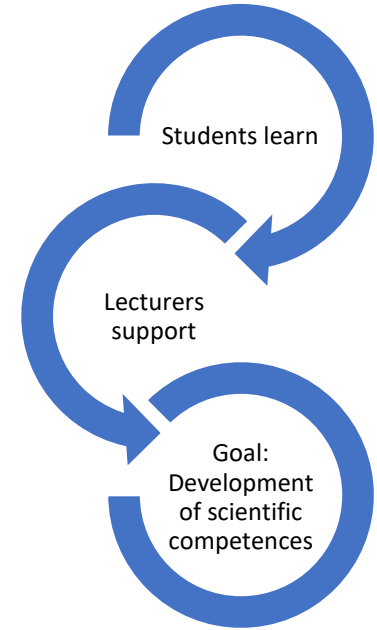 Students learn
Lecturers
support
Goal:
Development
of scientific
competences